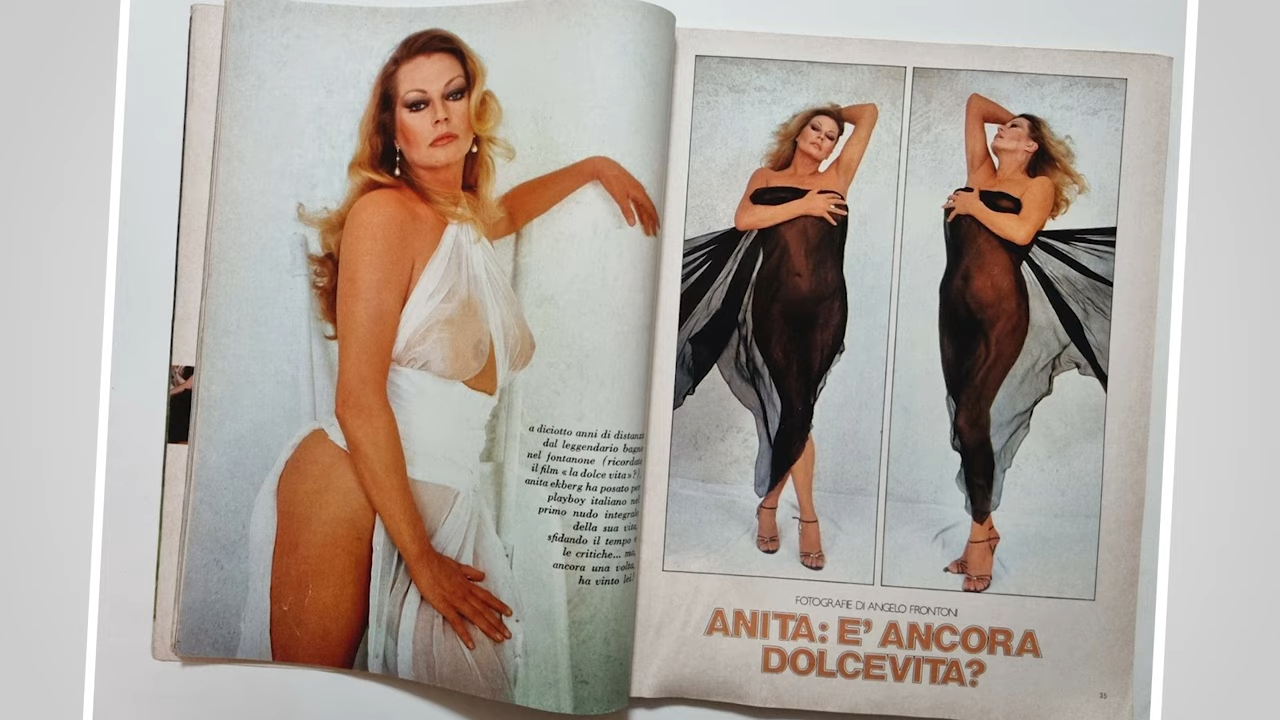 a diciotto anni di distanza
dal leggendario bagno
nel fontanone (ricordate
il film « la dolce vita » ?),
anita ekberg ha posato per
playboy italiano nel
primo nudo integrale
della sua vita,
sfidando il tempo e
le critiche... ma,
ancora una volta,
ha vinto lei!
FOTOGRAFIE DI ANGELO FRONTONI
ANITA: E' ANCORA
DOLCEVITA?
35